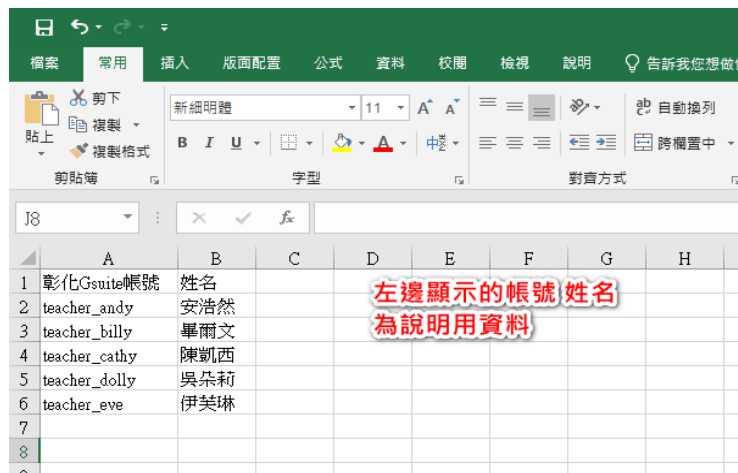 檔案 常用 插入 版面配置 公式 資料 校閱 檢視 說明 告訴我您想做
剪下
複製
貼上
複製格式
剪貼簿
新細明體 11 A A
B I U A 中
字型
ab 自動換列
跨欄置中
對齊方式
J8 fx
A B C D E F G H
1 彰化Gsuite帳號 姓名
2 teacher_andy 安浩然
3 teacher_billy 畢爾文
4 teacher_cathy 陳凱西
5 teacher_dolly 吳朵莉
6 teacher_eve 伊芙琳
7
8
左邊顯示的帳號 姓名
為說明用資料